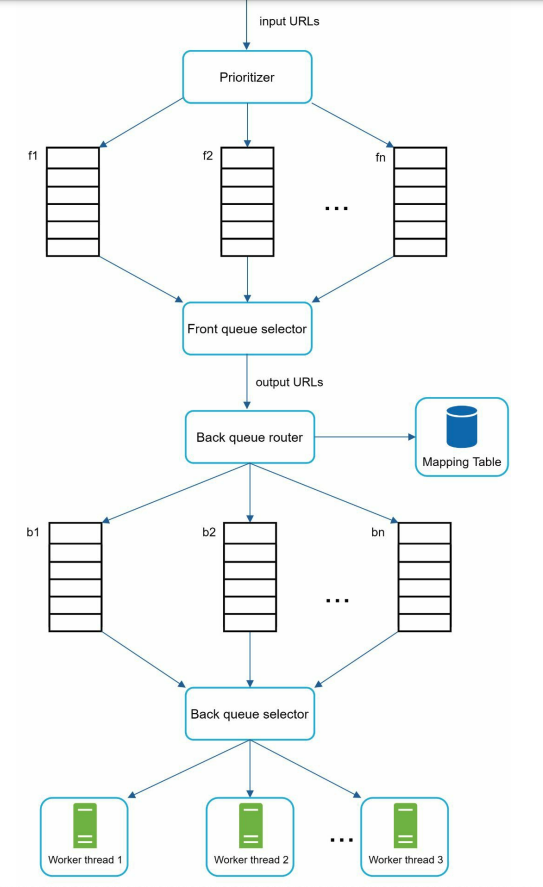 input URLs
Prioritizer
f1
f2
fn
...
Front queue selector
output URLs
Back queue router
Mapping Table
b1
b2
bn
...
Back queue selector
...
Worker thread 1
Worker thread 2
Worker thread 3